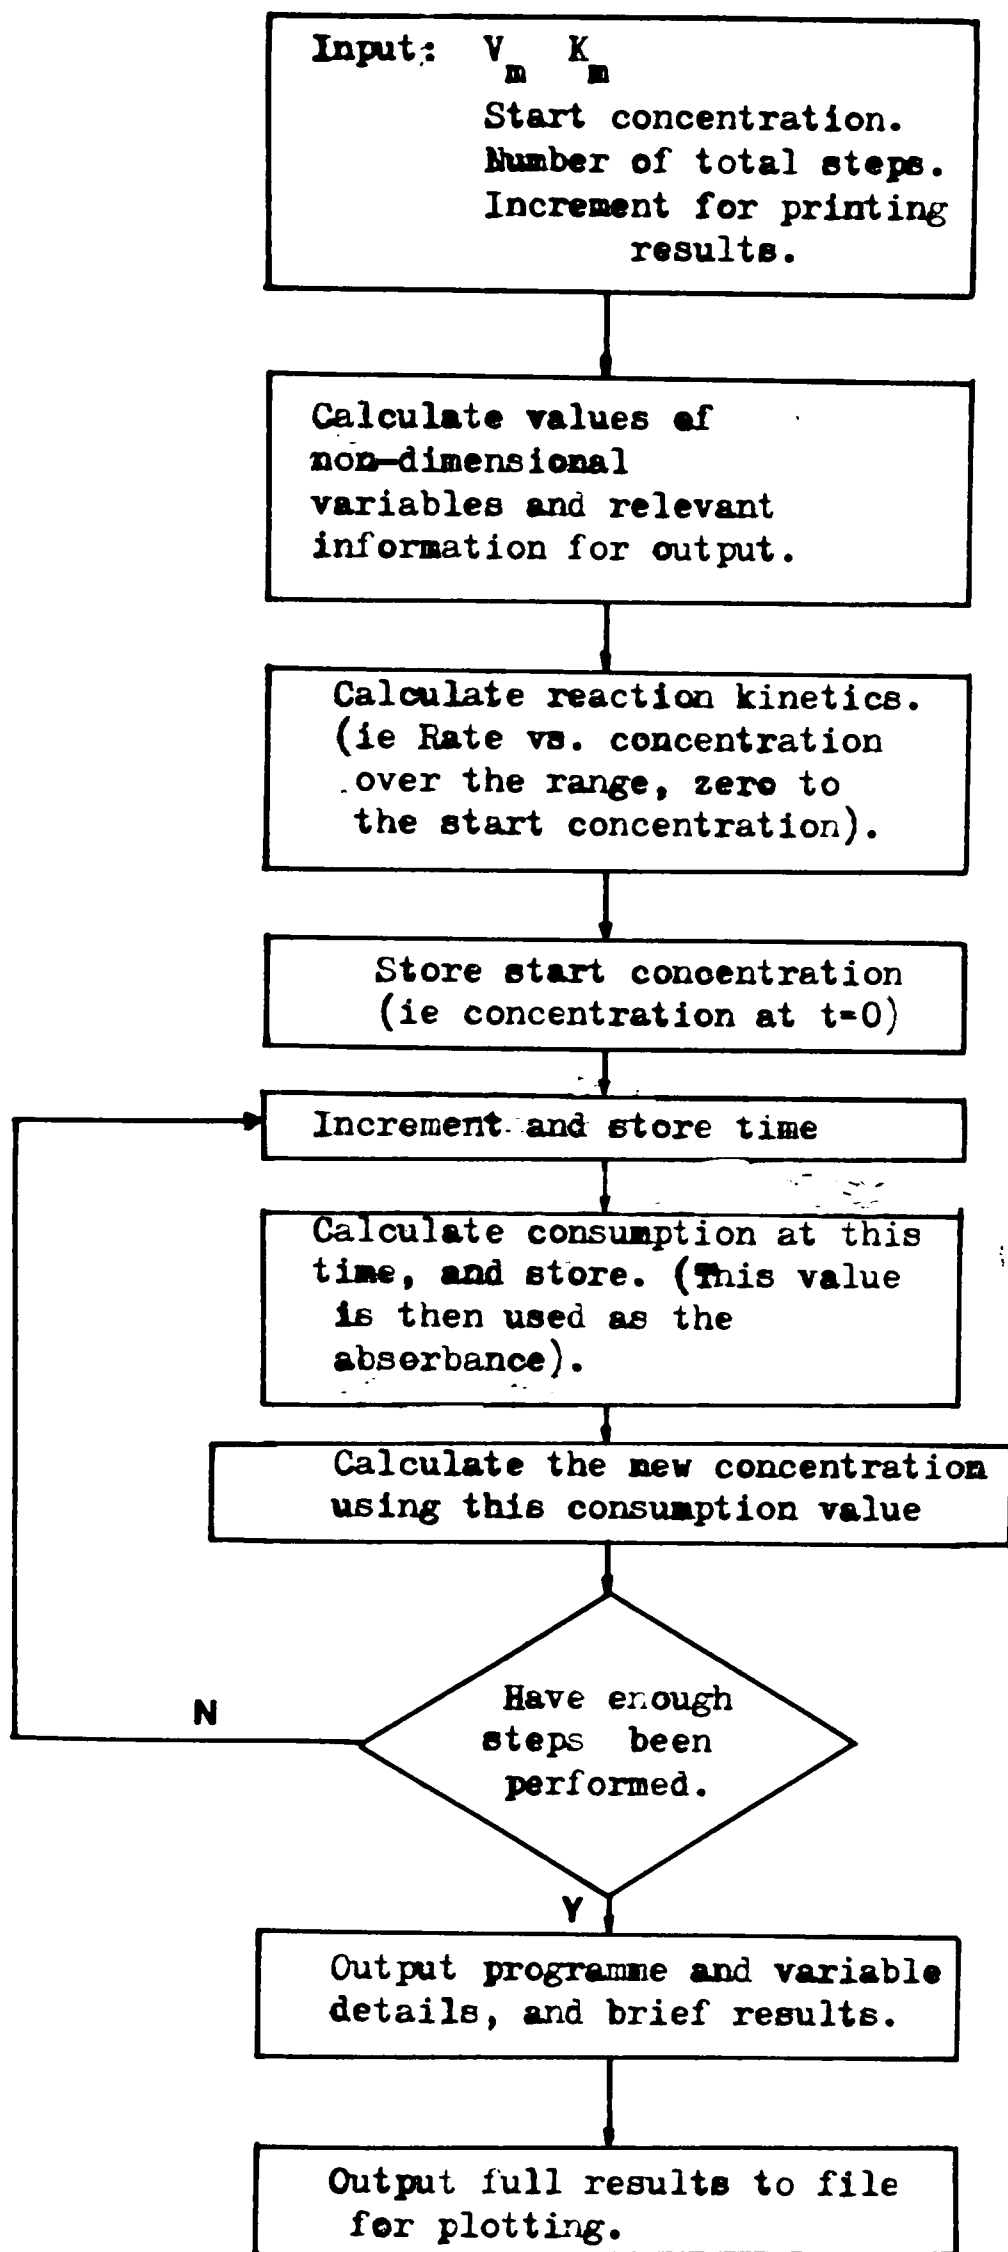 Input: Vm Km
Start concentration.
Number of total steps.
Increment for printing
results.
Calculate values of
non-dimensional
variables and relevant
information for output.
Calculate reaction kinetics.
(ie Rate vs. concentration
over the range, zero to
the start concentration).
Store start concentration
(ie concentration at t=0)
Increment and store time
Calculate consumption at this
time, and store. (This value
is then used as the
absorbance).
Calculate the new concentration
using this consumption value
Have enough
steps been
performed.
N
Y
Output programme and variable
details, and brief results.
Output full results to file
for plotting.